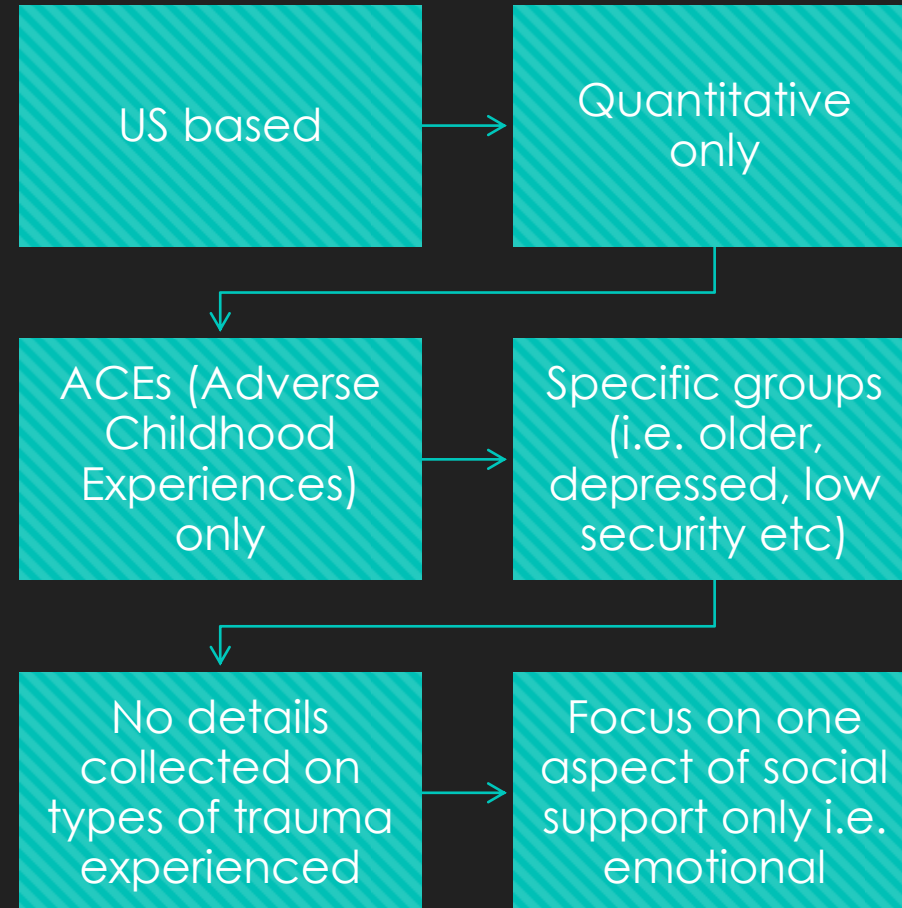 US based
Quantitative
only
ACEs (Adverse
Childhood
Experiences)
only
Specific groups
(i.e. older,
depressed, low
security etc)
No details
collected on
types of trauma
experienced
Focus on one
aspect of social
support only i.e.
emotional